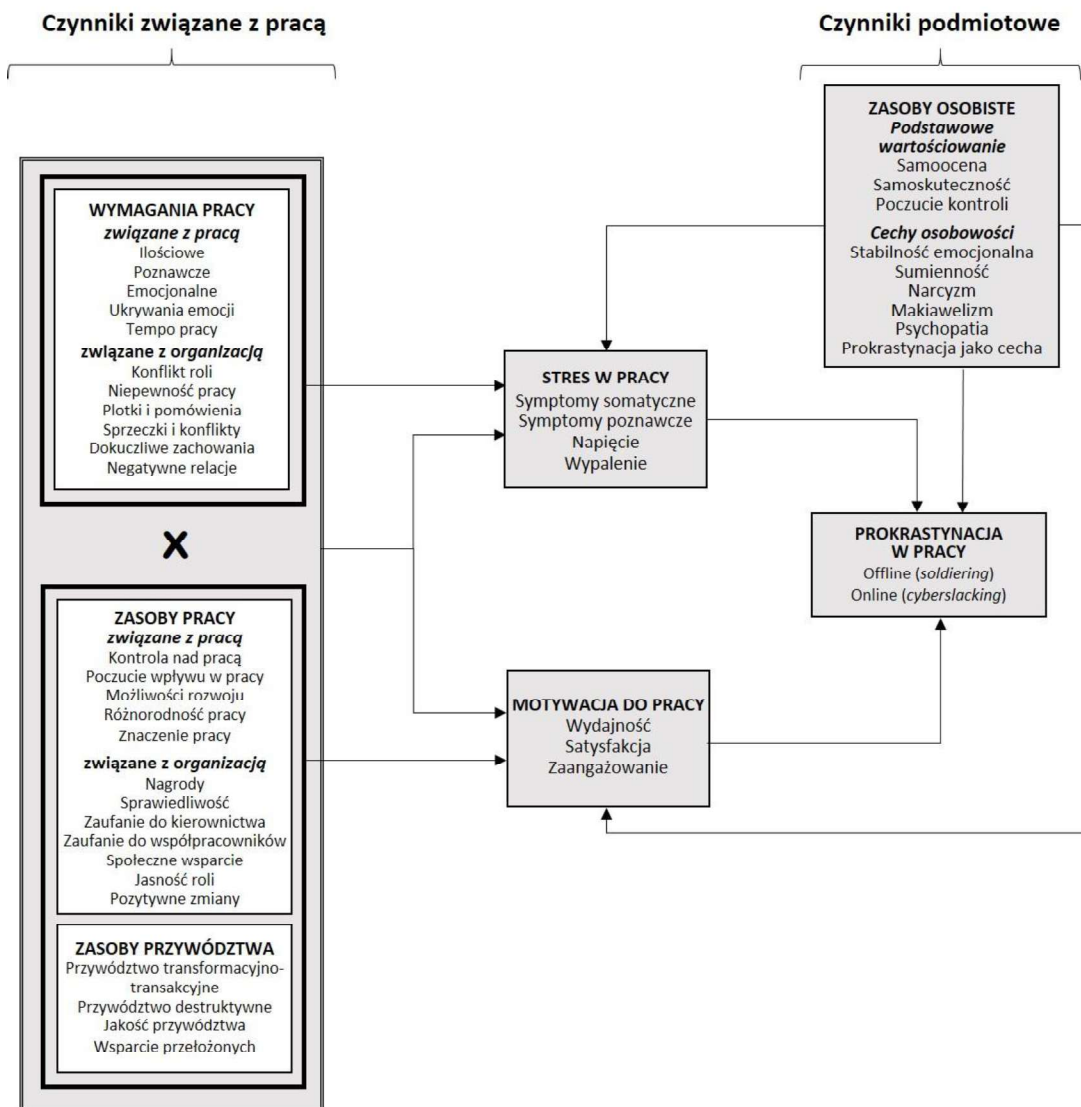 Czynniki związane z pracą
Czynniki podmiotowe
WYMAGANIA PRACY
związane z pracą
Ilościowe
Poznawcze
Emocjonalne
Ukrywania emocji
Tempo pracy
związane z organizacją
Konflikt roli
Niepewność pracy
Plotki i pomówienia
Sprzeczki i konflikty
Dokuczliwe zachowania
Negatywne relacje
X
ZASOBY PRACY
związane z pracą
Kontrola nad pracą
Poczucie wpływu w pracy
Możliwości rozwoju
Różnorodność pracy
Znaczenie pracy
związane z organizacją
Nagrody
Sprawiedliwość
Zaufanie do kierownictwa
Zaufanie do współpracowników
Społeczne wsparcie
Jasność roli
Pozytywne zmiany
ZASOBY PRZYWÓDZTWA
Przywództwo transformacyjno-
transakcyjne
Przywództwo destruktywne
Jakość przywództwa
Wsparcie przełożonych
STRES W PRACY
Symptomy somatyczne
Symptomy poznawcze
Napięcie
Wypalenie
MOTYWACJA DO PRACY
Wydajność
Satysfakcja
Zaangażowanie
ZASOBY OSOBISTE
Podstawowe
wartościowanie
Samoocena
Samoskuteczność
Poczucie kontroli
Cechy osobowości
Stabilność emocjonalna
Sumienność
Narcyzm
Makiawelizm
Psychopatia
Prokrastynacja jako cecha
PROKRASTYNACJA
W PRACY
Offline (soldiering)
Online (cyberslacking)